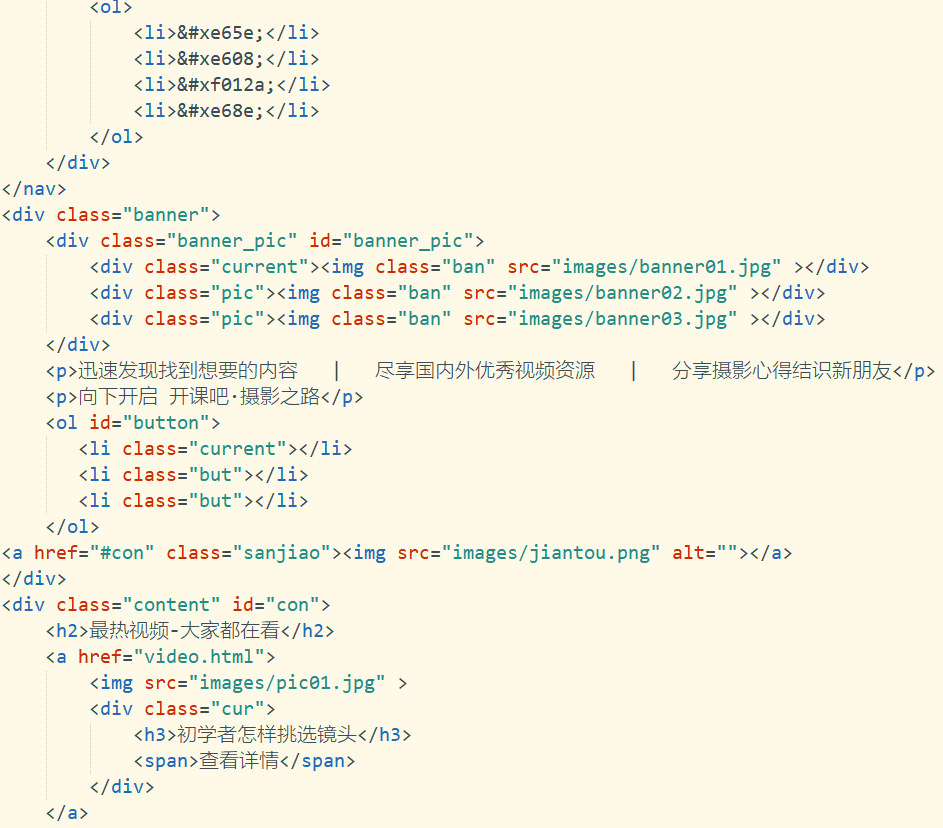 <ol>
<li>&#xe65e;</li>
<li>&#xe608;</li>
<li>&#xf012a;</li>
<li>&#xe68e;</li>
</ol>
</div>
</nav>
<div class="banner">
<div class="banner_pic" id="banner_pic">
<div class="current"><img class="ban" src="images/banner01.jpg" ></div>
<div class="pic"><img class="ban" src="images/banner02.jpg" ></div>
<div class="pic"><img class="ban" src="images/banner03.jpg" ></div>
</div>
<p>迅速发现找到想要的内容   |   尽享国内外优秀视频资源   |   分享摄影心得结识新朋友</p>
<p>向下开启 开课吧·摄影之路</p>
<ol id="button">
<li class="current"></li>
<li class="but"></li>
<li class="but"></li>
</ol>
<a href="#con" class="sanjiao"><img src="images/jiantou.png" alt=""></a>
</div>
<div class="content" id="con">
<h2>最热视频-大家都在看</h2>
<a href="video.html">
<img src="images/pic01.jpg" >
<div class="cur">
<h3>初学者怎样挑选镜头</h3>
<span>查看详情</span>
</div>
</a>